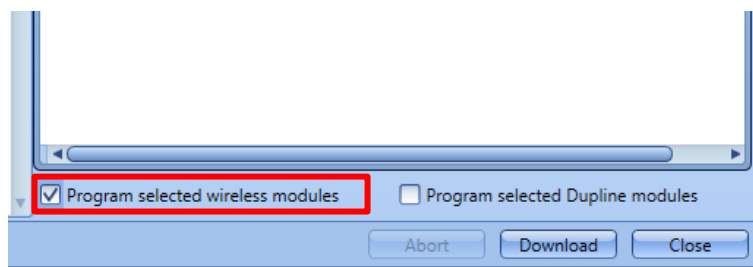 Program selected wireless modules Program selected Dupline modules
Abort Download Close